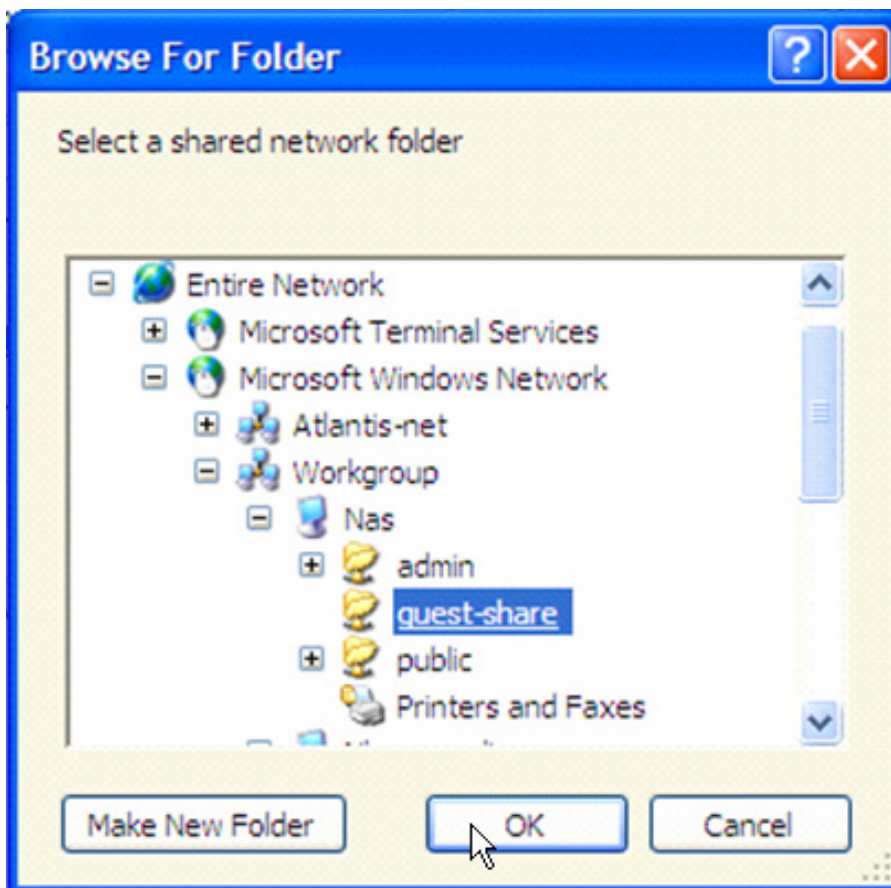 Browse For Folder
Select a shared network folder
Entire Network
Microsoft Terminal Services
Microsoft Windows Network
Atlantis-net
Workgroup
Nas
admin
guest-share
public
Printers and Faxes
Make New Folder OK Cancel